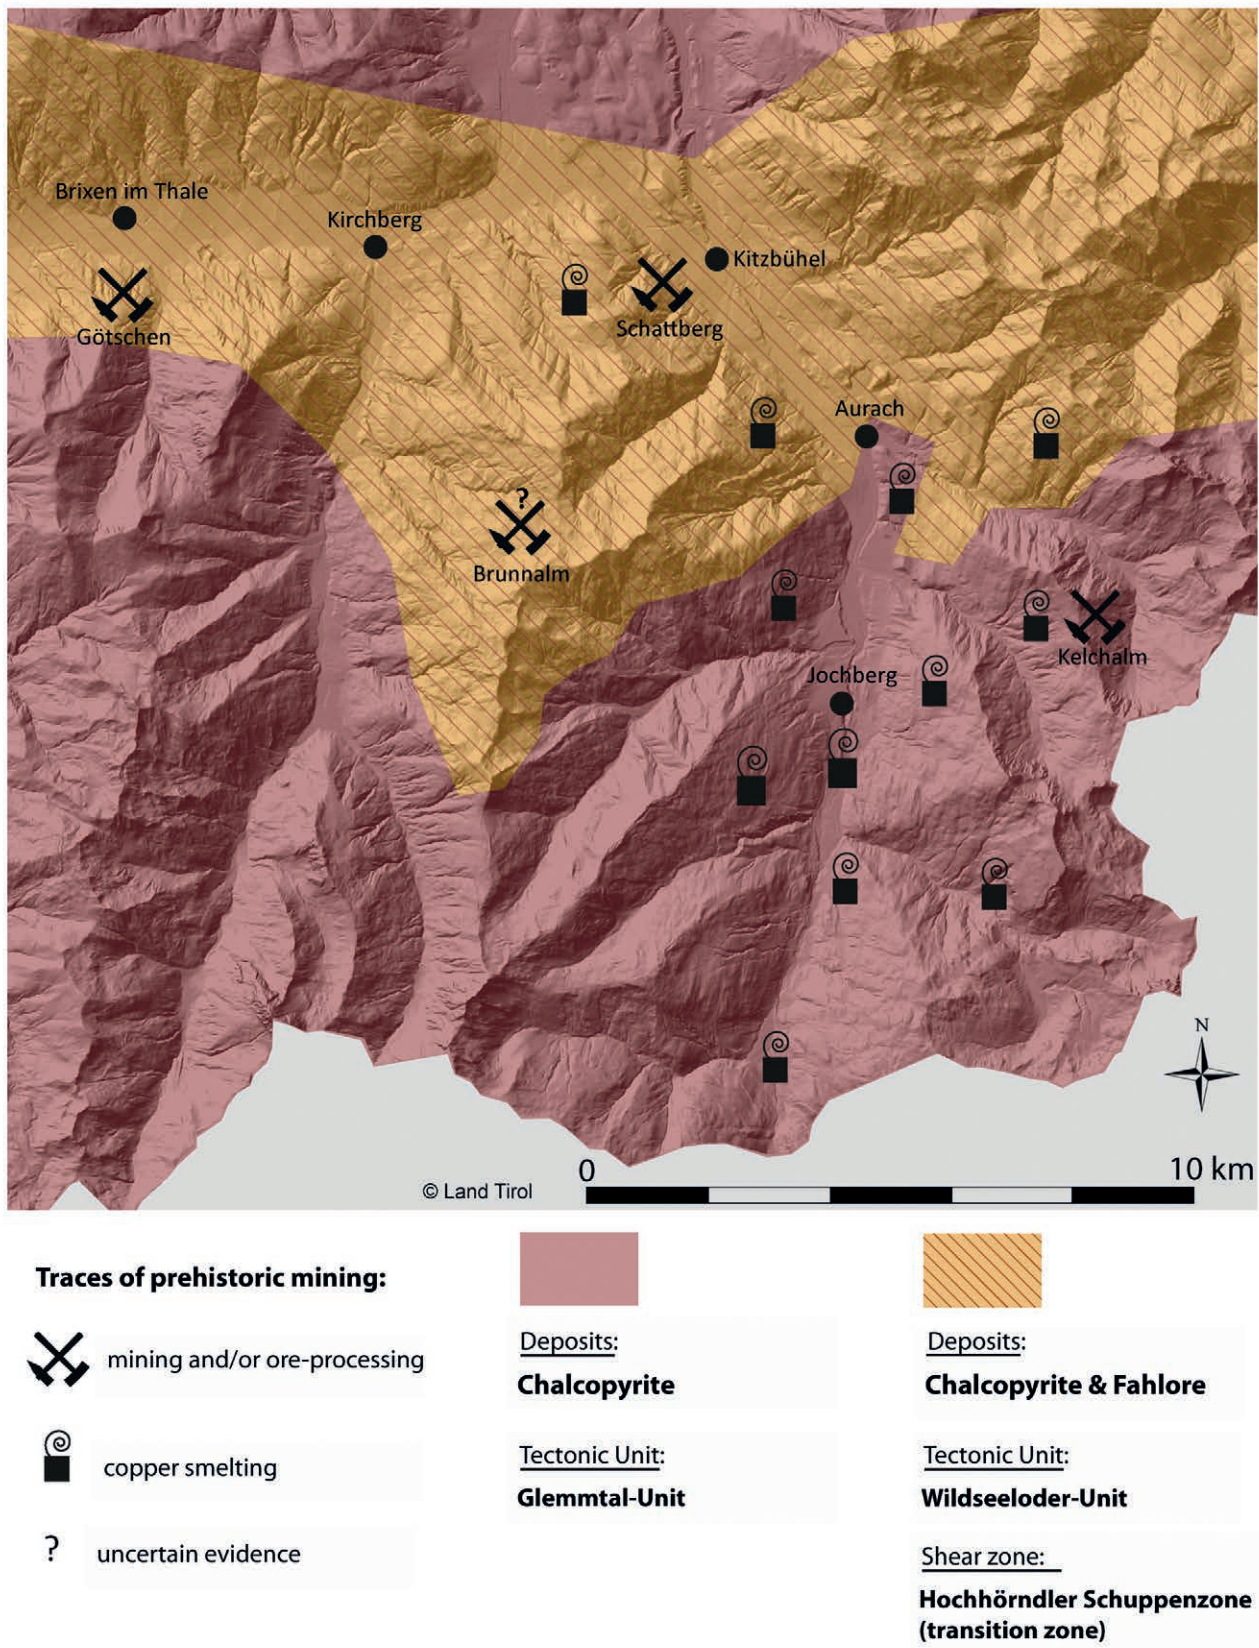 Brixen im Thale
Kirchberg
Kitzbühel
Götschen
Schattberg
Aurach
?
Brunnalm
Kelchalm
Jochberg
N
0 10 km
© Land Tirol
Traces of prehistoric mining:
mining and/or ore-processing
copper smelting
? uncertain evidence
Deposits:
Chalcopyrite
Tectonic Unit:
Glemmtal-Unit
Deposits:
Chalcopyrite & Fahlore
Tectonic Unit:
Wildseeloder-Unit
Shear zone:
Hochhörndler Schuppenzone
(transition zone)